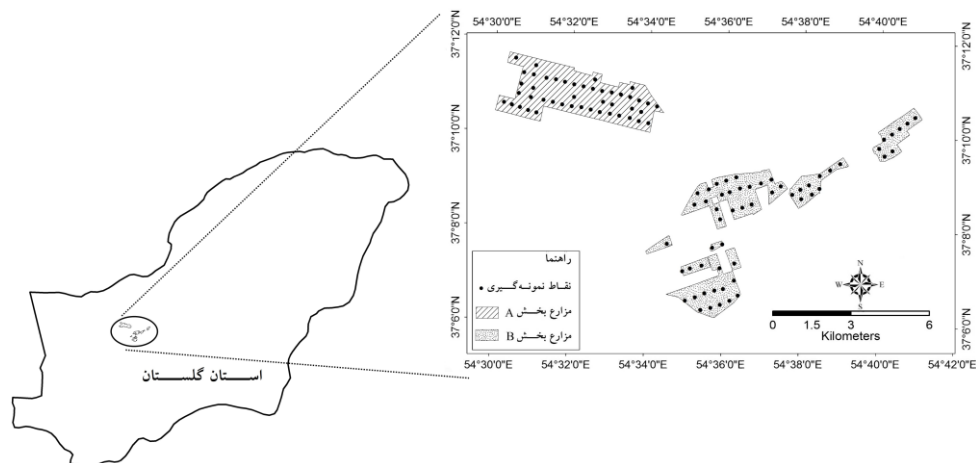 54°30'0"E 54°32'0"E 54°34'0"E 54°36'0"E 54°38'0"E 54°40'0"E
37°12'0"N
37°10'0"N
37°8'0"N
37°6'0"N
37°12'0"N
37°10'0"N
37°8'0"N
37°6'0"N
راهنما
نقاط نمونه‌گیری
مزارع بخش A
مزارع بخش B
N
W E
S
0 1.5 3 6
Kilometers
54°30'0"E 54°32'0"E 54°34'0"E 54°36'0"E 54°38'0"E 54°40'0"E 54°42'0"E
استان گلستان